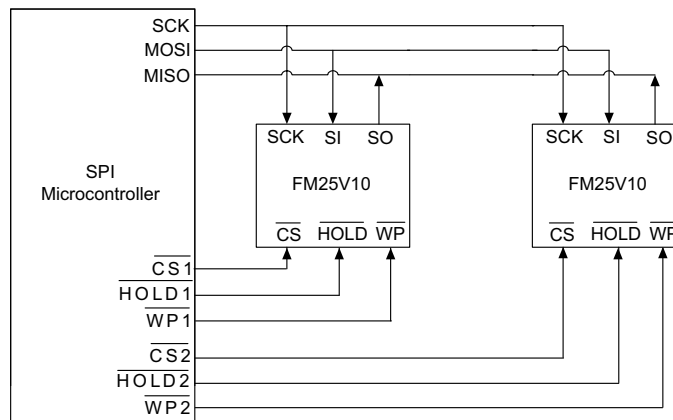 SCK
MOSI
MISO
SCK SI SO
SCK SI SO
SPI
Microcontroller
FM25V10
FM25V10
CS HOLD WP
CS HOLD WP
CS1
HOLD1
WP1
CS2
HOLD2
WP2